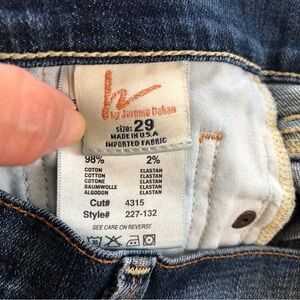 h
by Jerome Dahan
size: 29
MADE IN U.S.A
IMPORTED FABRIC
98% 2%
COTON ELASTAN
COTTON ELASTAN
COTONE ELASTAN
BAUMWOLLE ELASTAN
ALGODON ELASTAN
Cut# 4315
Style# 227-132
SEE CARE ON REVERSE